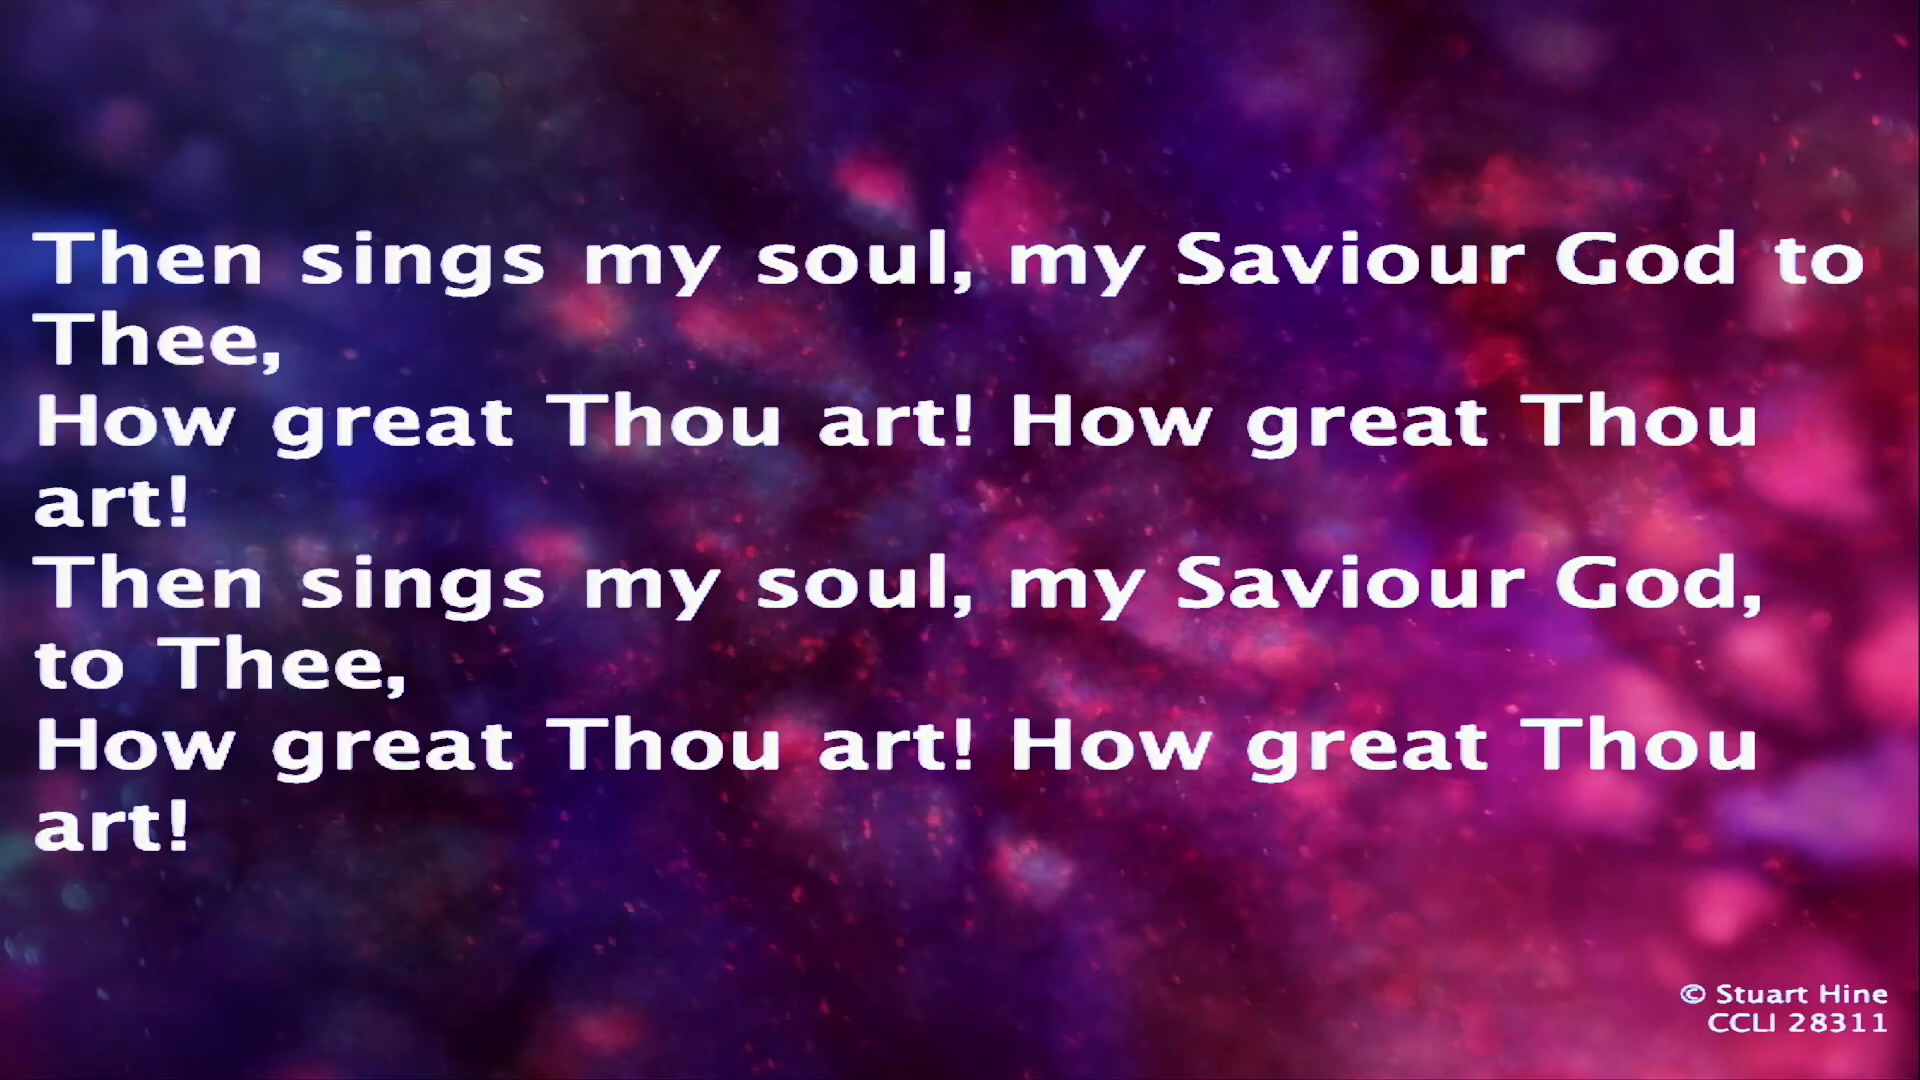 Then sings my soul, my Saviour God to
Thee,
How great Thou art! How great Thou
art!
Then sings my soul, my Saviour God,
to Thee,
How great Thou art! How great Thou
art!
© Stuart Hine
CCLI 28311